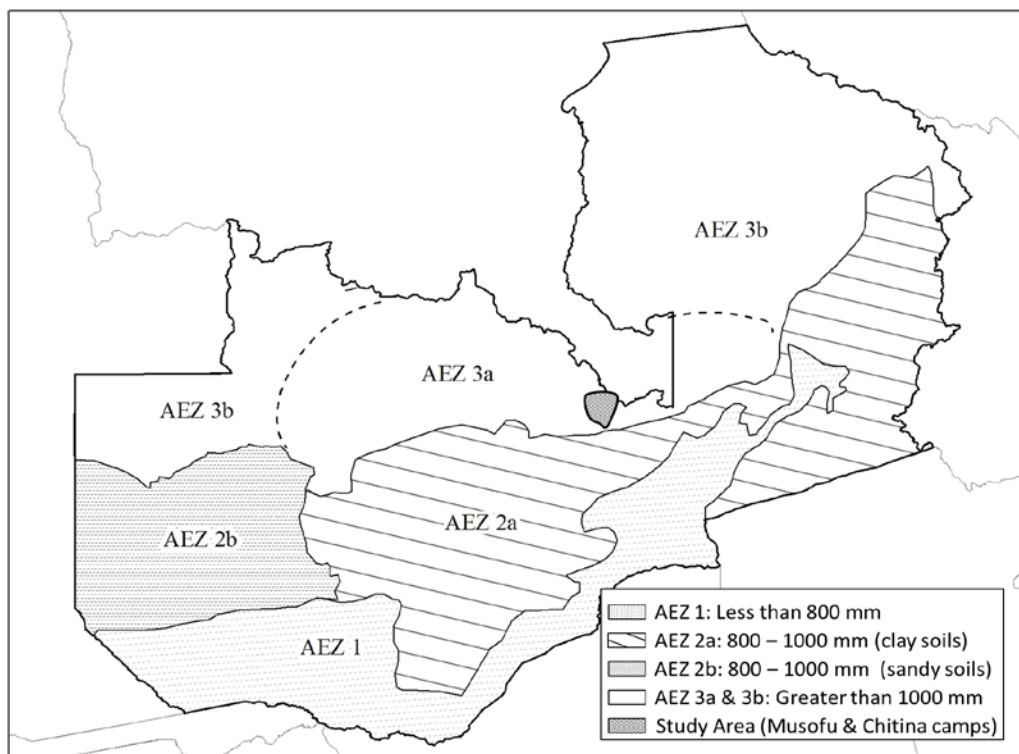 AEZ 3b
AEZ 3a
AEZ 3b
AEZ 2b
AEZ 2a
AEZ 1
AEZ 1: Less than 800 mm
AEZ 2a: 800 – 1000 mm (clay soils)
AEZ 2b: 800 – 1000 mm (sandy soils)
AEZ 3a & 3b: Greater than 1000 mm
Study Area (Musofu & Chitina camps)